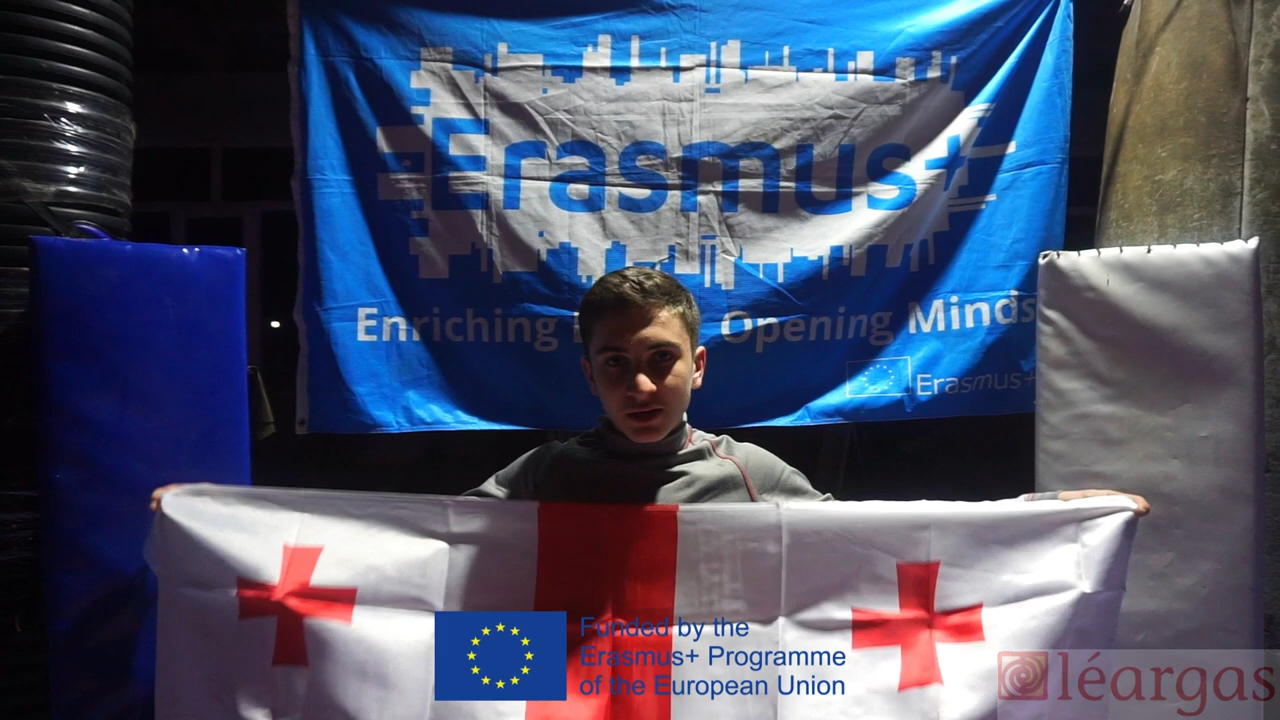 Erasmus+
Enriching Opening Minds
Erasmus+
Funded by the
Erasmus+ Programme
of the European Union
léargas